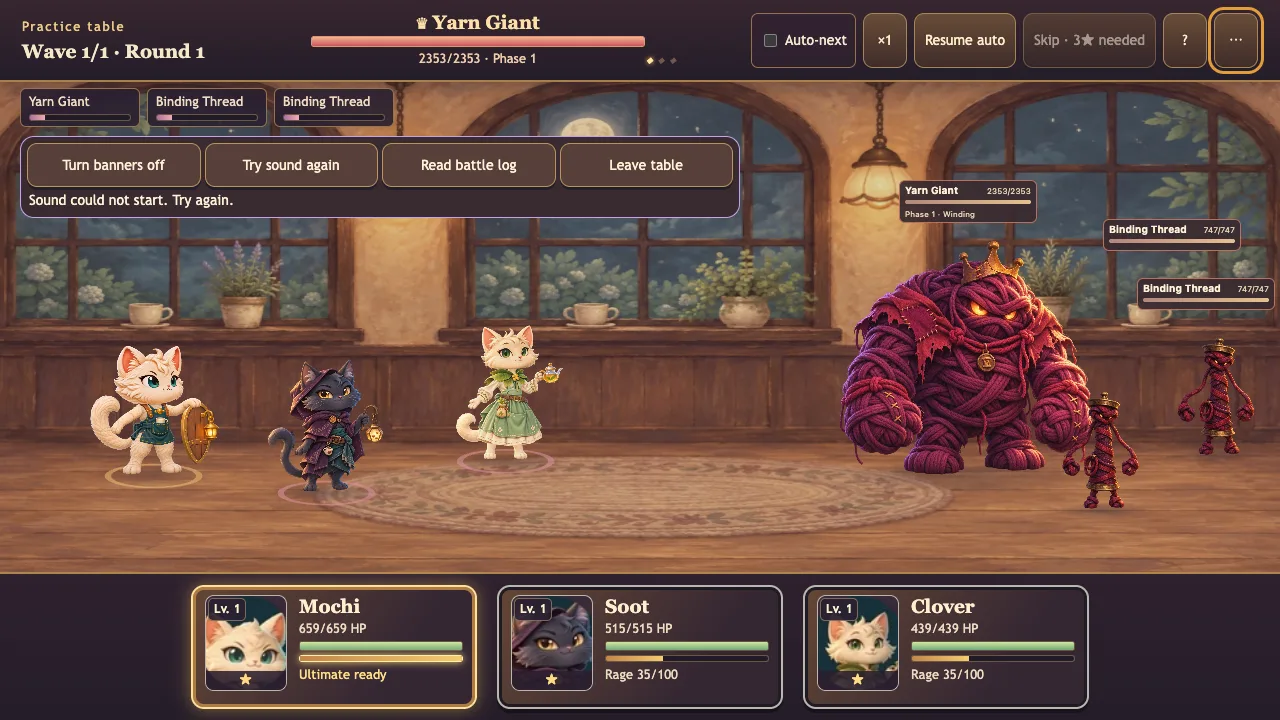 Practice table
Wave 1/1 · Round 1
♛ Yarn Giant
2353/2353 · Phase 1
Auto-next
×1
Resume auto
Skip · 3★ needed
?
···
Yarn Giant
Binding Thread
Binding Thread
Turn banners off
Try sound again
Read battle log
Leave table
Sound could not start. Try again.
Yarn Giant 2353/2353
Phase 1 · Winding
Binding Thread 747/747
Binding Thread 747/747
Lv. 1
Mochi
659/659 HP
Ultimate ready
Lv. 1
Soot
515/515 HP
Rage 35/100
Lv. 1
Clover
439/439 HP
Rage 35/100